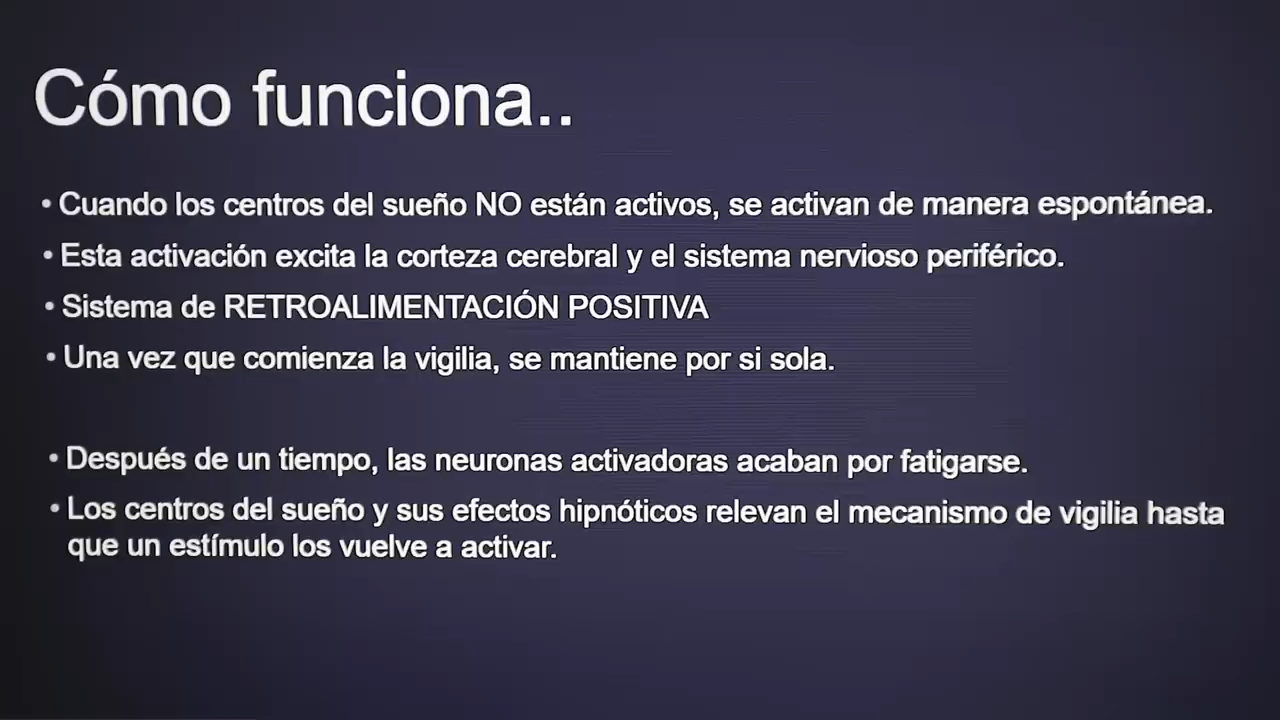 Cómo funciona..
• Cuando los centros del sueño NO están activos, se activan de manera espontánea.
• Esta activación excita la corteza cerebral y el sistema nervioso periférico.
• Sistema de RETROALIMENTACIÓN POSITIVA
• Una vez que comienza la vigilia, se mantiene por si sola.
• Después de un tiempo, las neuronas activadoras acaban por fatigarse.
• Los centros del sueño y sus efectos hipnóticos relevan el mecanismo de vigilia hasta
que un estímulo los vuelve a activar.